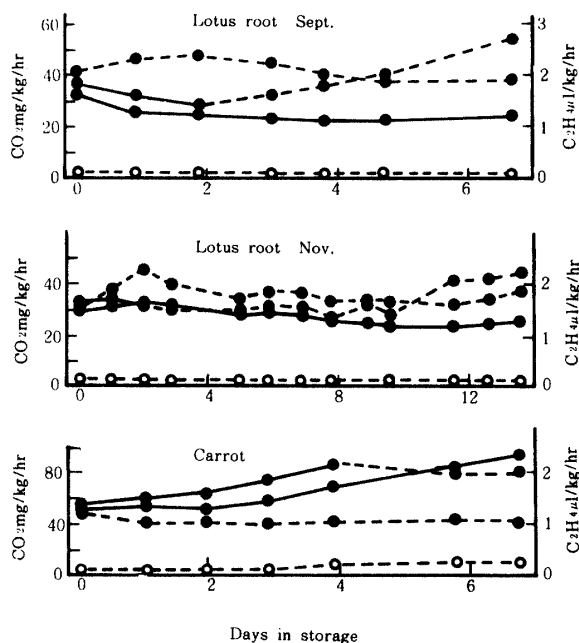 Lotus root Sept.
CO2mg/kg/hr
60
40
20
0
3
2
1
0
C2H4μl/kg/hr
0 2 4 6
Lotus root Nov.
CO2mg/kg/hr
40
20
0
2
1
0
C2H4μl/kg/hr
0 4 8 12
Carrot
CO2mg/kg/hr
80
40
0
2
1
0
C2H4μl/kg/hr
0 2 4 6
Days in storage